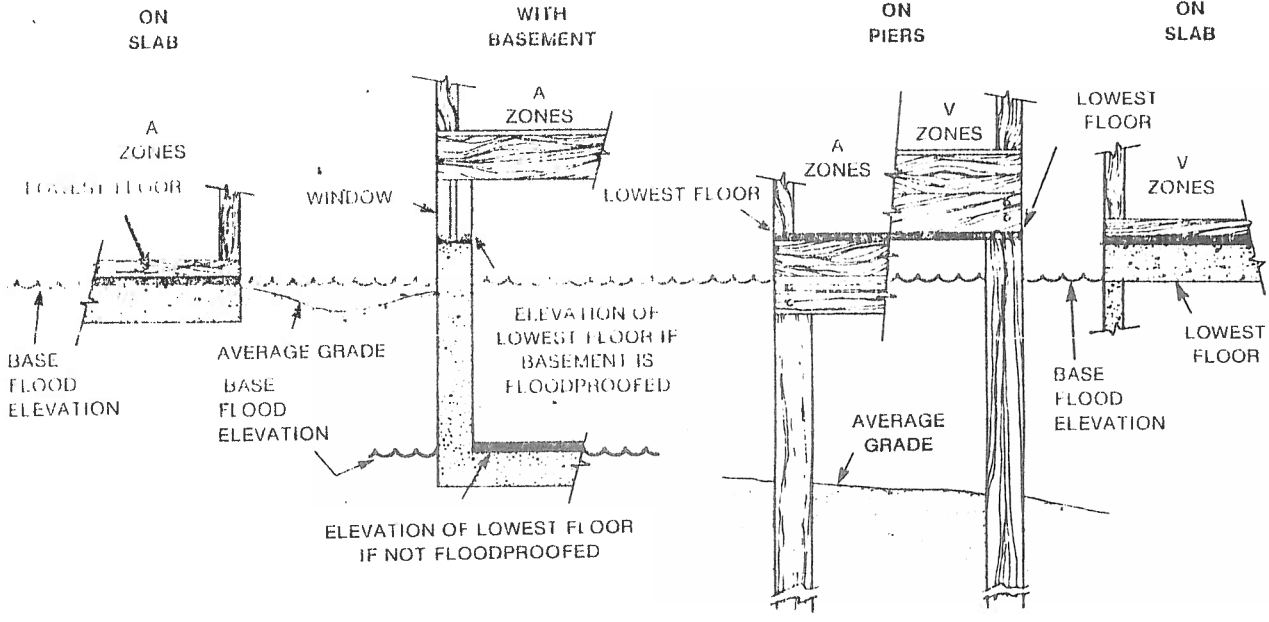 ON
SLAB
WITH
BASEMENT
ON
PIERS
ON
SLAB
A
ZONES
LOWEST FLOOR
BASE
FLOOD
ELEVATION
AVERAGE GRADE
A
ZONES
WINDOW
ELEVATION OF
LOWEST FLOOR IF
BASEMENT IS
FLOODPROOFED
BASE
FLOOD
ELEVATION
ELEVATION OF LOWEST FLOOR
IF NOT FLOODPROOFED
A
ZONES
LOWEST FLOOR
V
ZONES
LOWEST
FLOOR
AVERAGE
GRADE
BASE
FLOOD
ELEVATION
V
ZONES
LOWEST
FLOOR